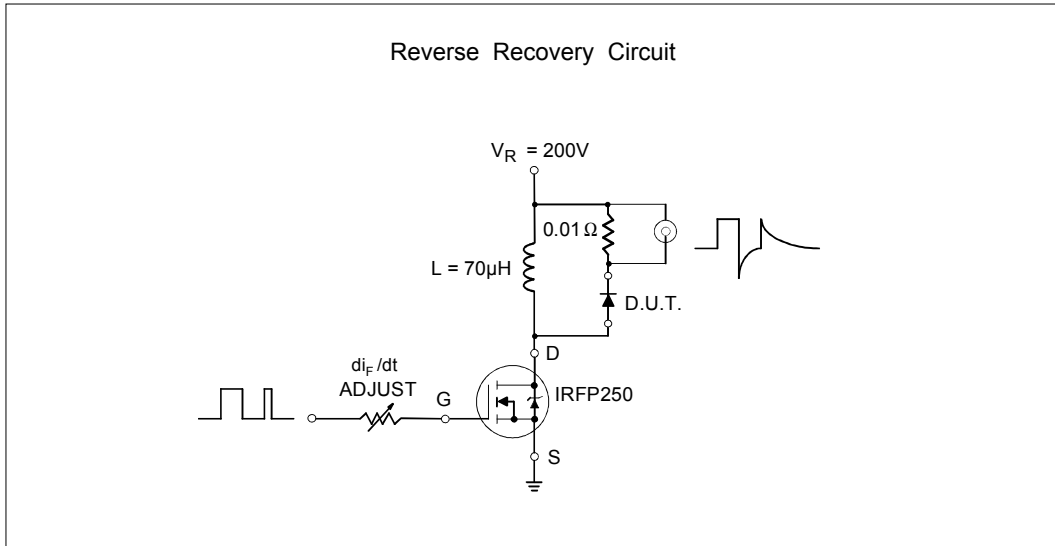 Reverse Recovery Circuit
V_R = 200V
0.01 Ω
L = 70µH
D.U.T.
di_F/dt
ADJUST
D
G
IRFP250
S